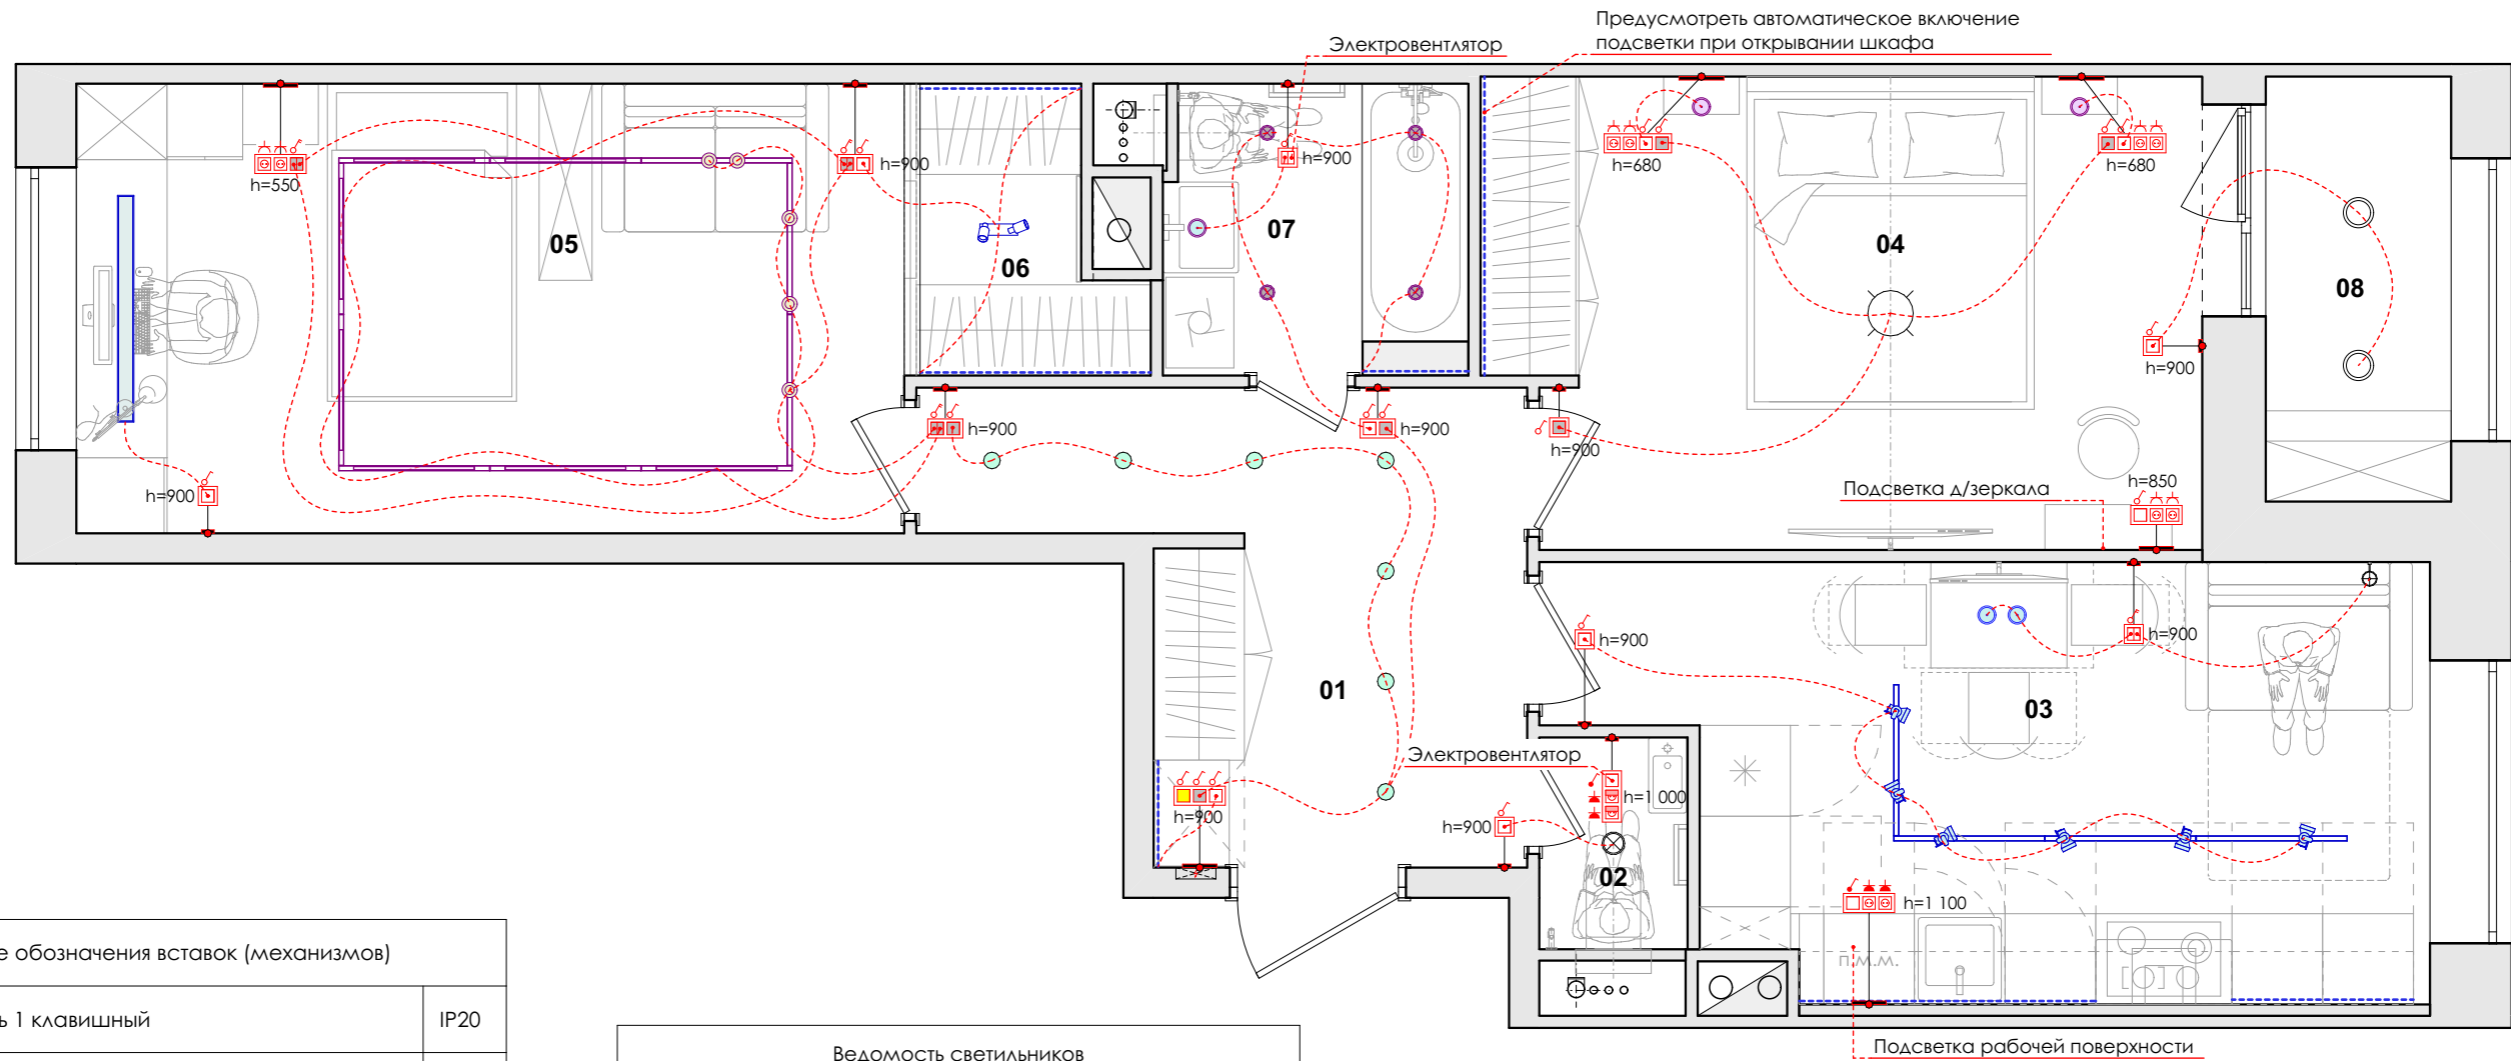 Предусмотреть автоматическое включение
подсветки при открывании шкафа
Электровентлятор
h=550
h=900
h=900
h=680
h=680
05
06
07
04
08
h=900
h=900
h=900
h=900
h=900
h=850
Подсветка д/зеркала
h=900
h=900
01
03
Электровентлятор
h=1 000
h=900
h=900
02
h=1 100
п.м.м.
е обозначения вставок (механизмов)
ь 1 клавишный
IP20
Ведомость светильников
Подсветка рабочей поверхности